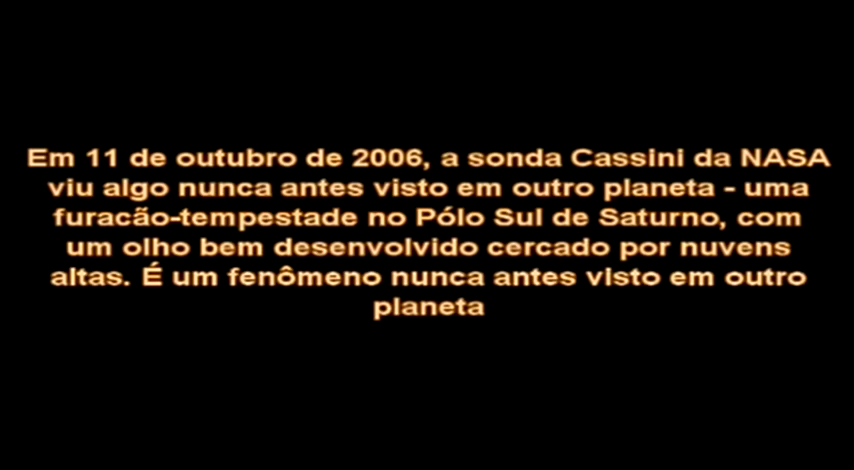 Em 11 de outubro de 2006, a sonda Cassini da NASA
viu algo nunca antes visto em outro planeta - uma
furacão-tempestade no Pólo Sul de Saturno, com
um olho bem desenvolvido cercado por nuvens
altas. É um fenômeno nunca antes visto em outro
planeta